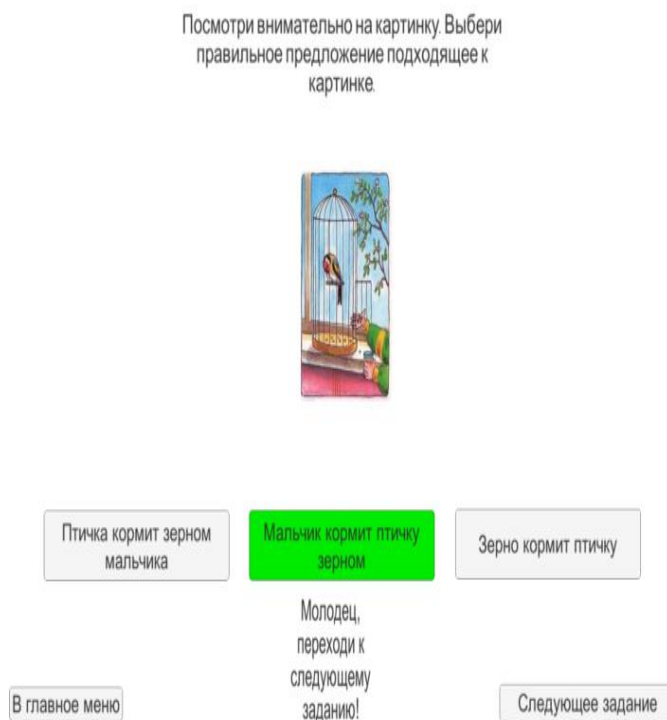 Посмотри внимательно на картинку. Выбери
правильное предложение подходящее к
картинке.
Птичка кормит зерном
мальчика
Мальчик кормит птичку
зерном
Зерно кормит птичку
Молодец,
переходи к
следующему
заданию!
В главное меню
Следующее задание